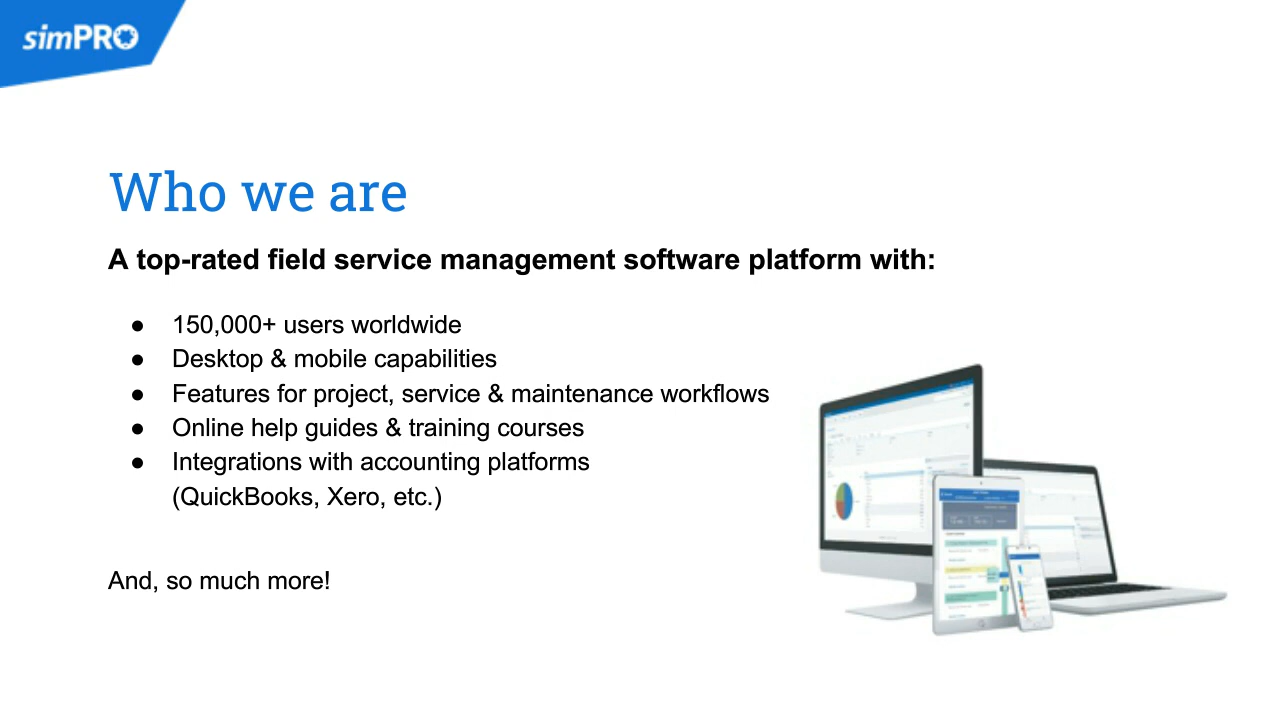 simPRO
Who we are
A top-rated field service management software platform with:
● 150,000+ users worldwide
● Desktop & mobile capabilities
● Features for project, service & maintenance workflows
● Online help guides & training courses
● Integrations with accounting platforms
(QuickBooks, Xero, etc.)
And, so much more!